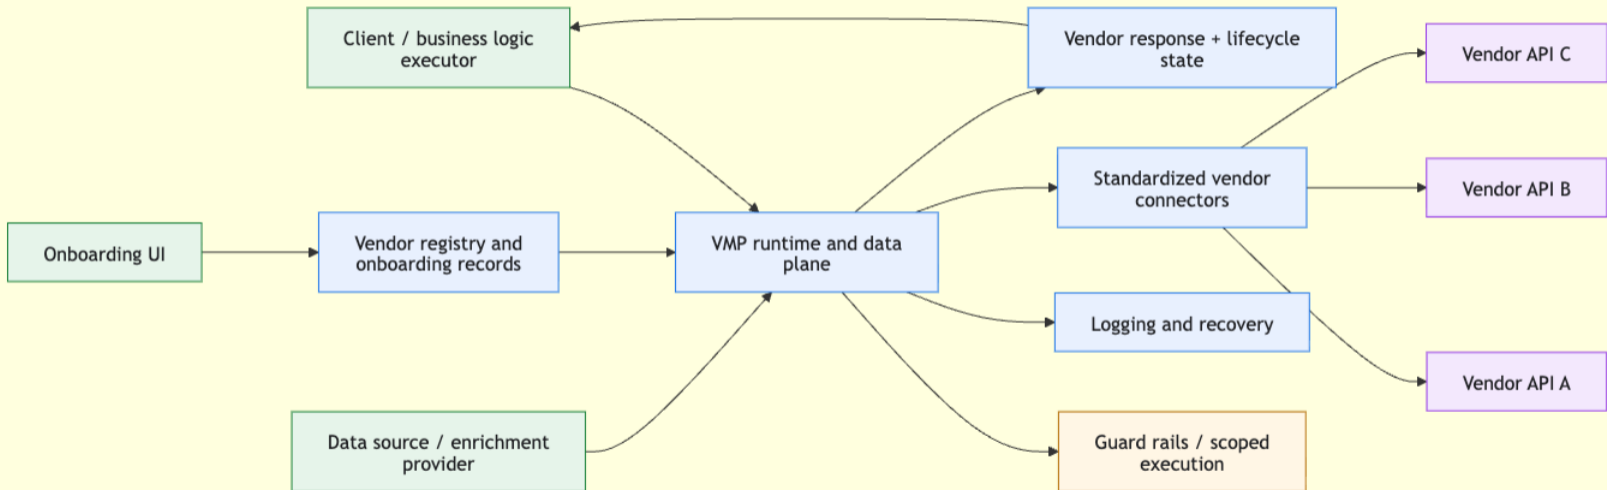 Client / business logic
executor
Vendor response + lifecycle
state
Vendor API C
Standardized vendor
connectors
Vendor API B
Onboarding UI
Vendor registry and
onboarding records
VMP runtime and data
plane
Logging and recovery
Vendor API A
Data source / enrichment
provider
Guard rails / scoped
execution